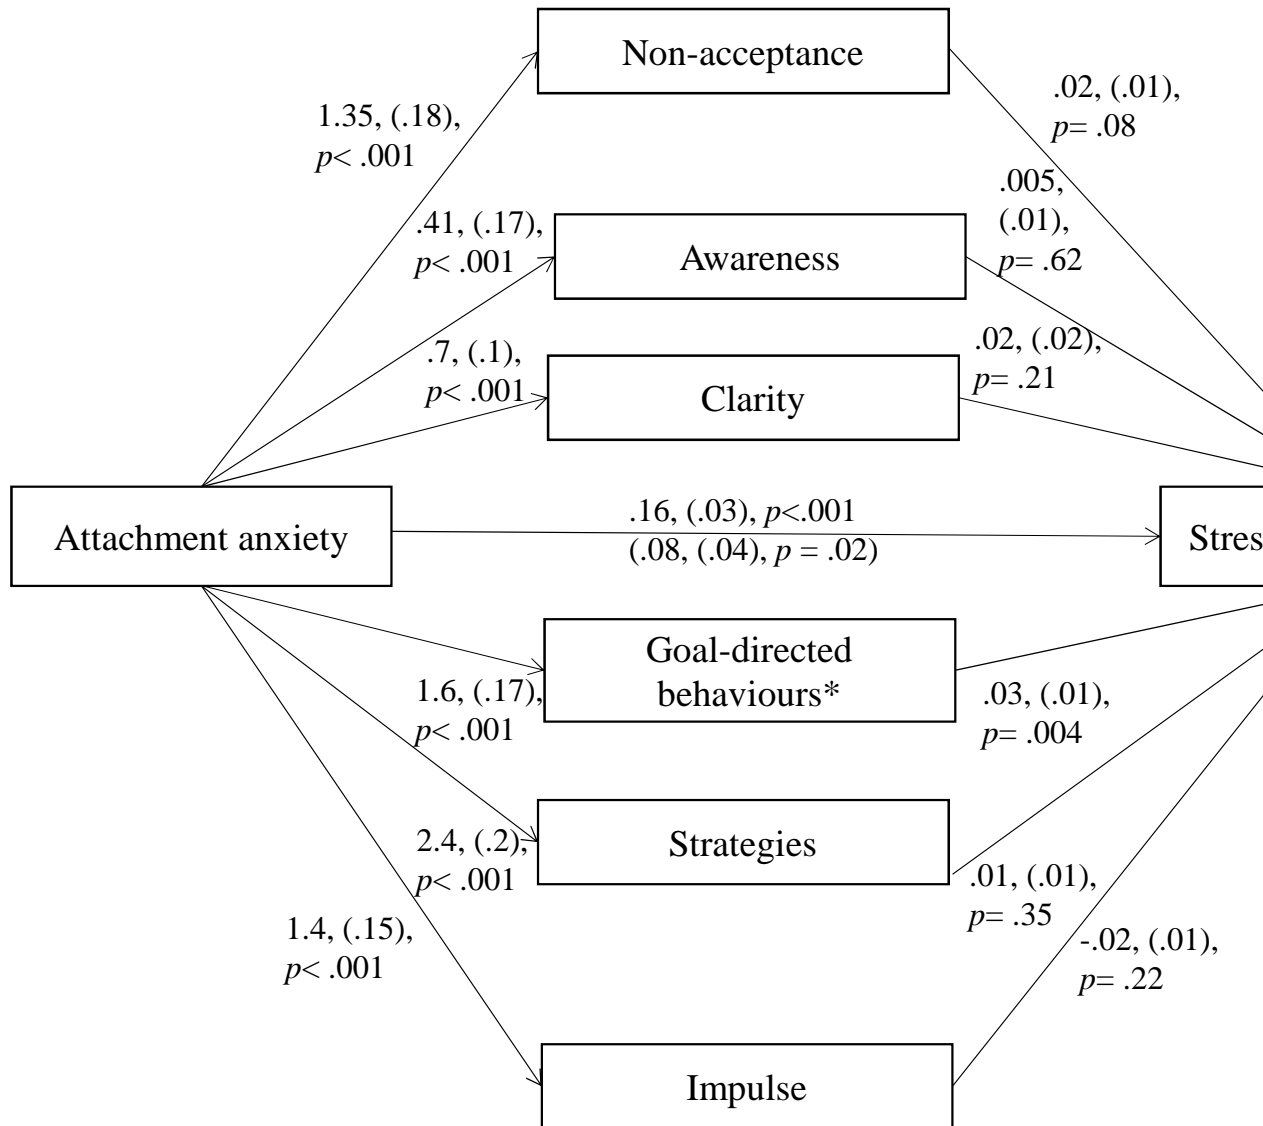 Non-acceptance
1.35, (.18),
p< .001
.02, (.01),
p= .08
.41, (.17),
p< .001
Awareness
.005,
(.01),
p= .62
.7, (.1),
p< .001
Clarity
.02, (.02),
p= .21
Attachment anxiety
.16, (.03), p<.001
(.08, (.04), p = .02)
Stres
Goal-directed
behaviours*
1.6, (.17),
p< .001
.03, (.01),
p= .004
Strategies
2.4, (.2),
p< .001
.01, (.01),
p= .35
1.4, (.15),
p< .001
-.02, (.01),
p= .22
Impulse